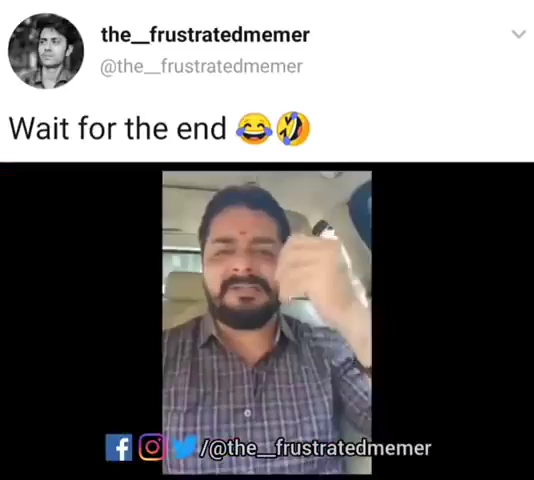 the__frustratedmemer
@the__frustratedmemer
Wait for the end 😂🤣
/@the__frustratedmemer